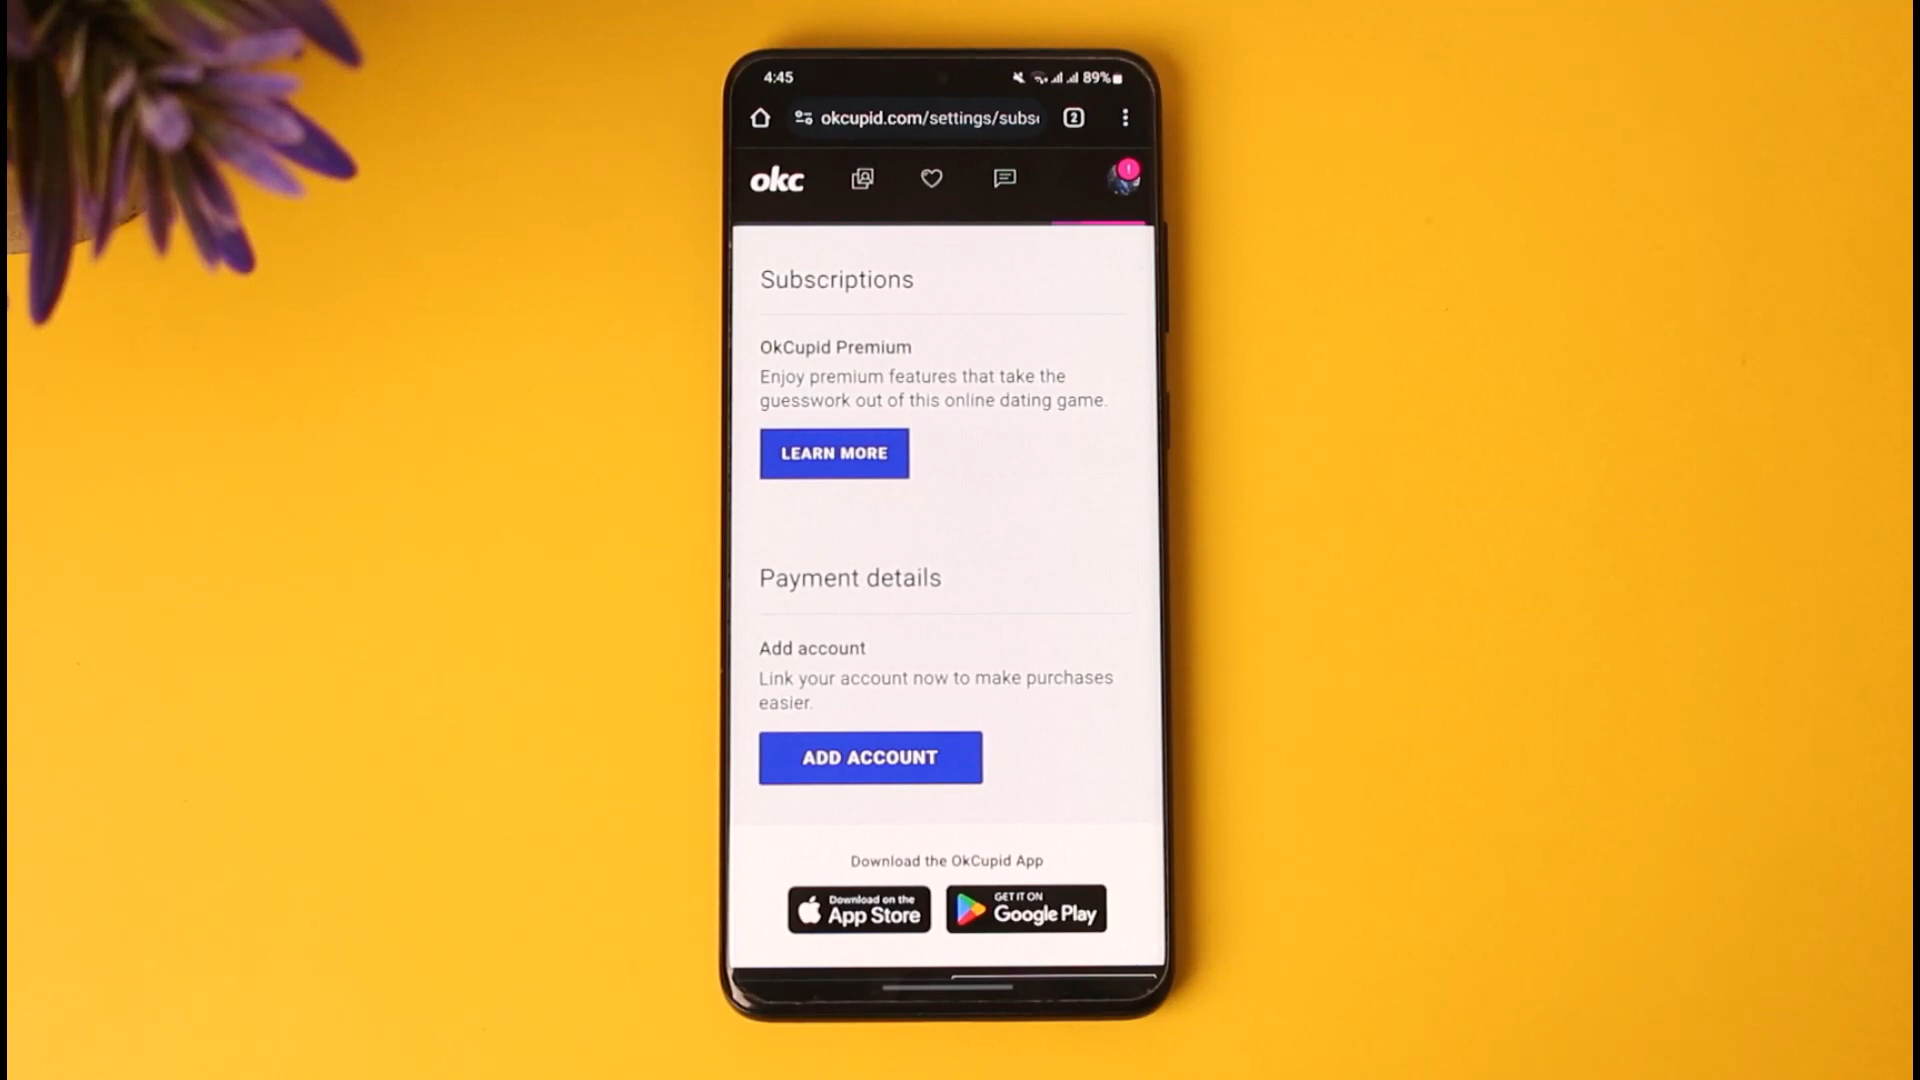 4:45
89%
okcupid.com/settings/subs
2
okc
!
Subscriptions
OkCupid Premium
Enjoy premium features that take the
guesswork out of this online dating game.
LEARN MORE
Payment details
Add account
Link your account now to make purchases
easier.
ADD ACCOUNT
Download the OkCupid App
Download on the
App Store
GET IT ON
Google Play